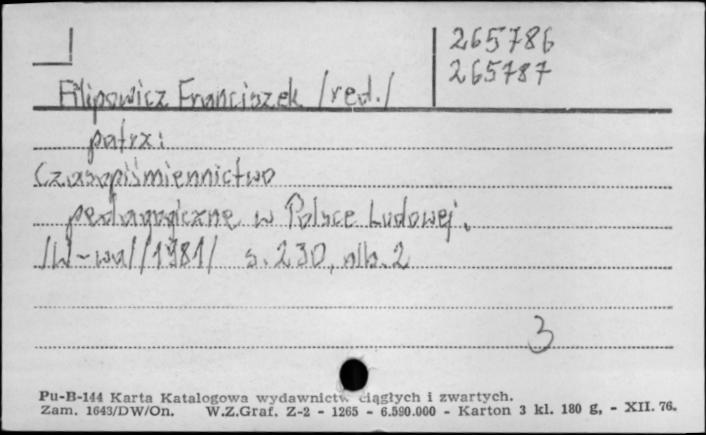 265786
265787
Filipowicz Franciszek /red./
patrz:
Czasopiśmiennictwo
pedagogiczne w Polsce Ludowej.
/W-wa/ /1981/ s. 230, nlb. 2
3
Pu-B-144 Karta Katalogowa wydawnictw ciągłych i zwartych.
Zam. 1643/DW/On. W.Z.Graf. Z-2 - 1265 - 6.590.000 - Karton 3 kl. 180 g, - XII. 76.